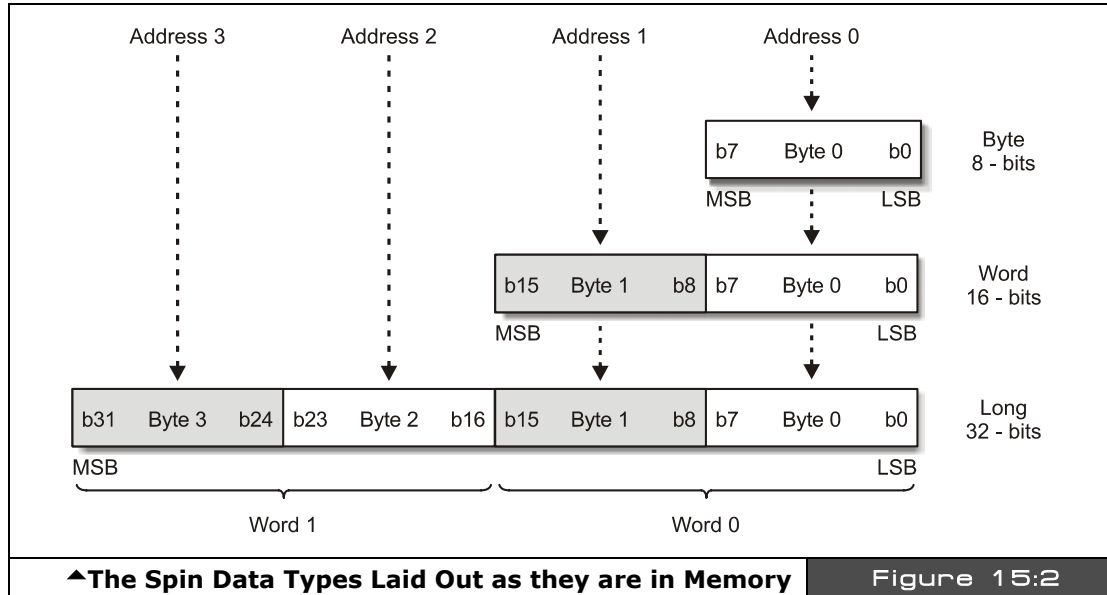 Address 3 Address 2 Address 1 Address 0
b7 Byte 0 b0
Byte
8 - bits
MSB LSB
b15 Byte 1 b8 b7 Byte 0 b0
Word
16 - bits
MSB LSB
b31 Byte 3 b24 b23 Byte 2 b16 b15 Byte 1 b8 b7 Byte 0 b0
Long
32 - bits
MSB LSB
Word 1 Word 0
The Spin Data Types Laid Out as they are in Memory
Figure 15:2